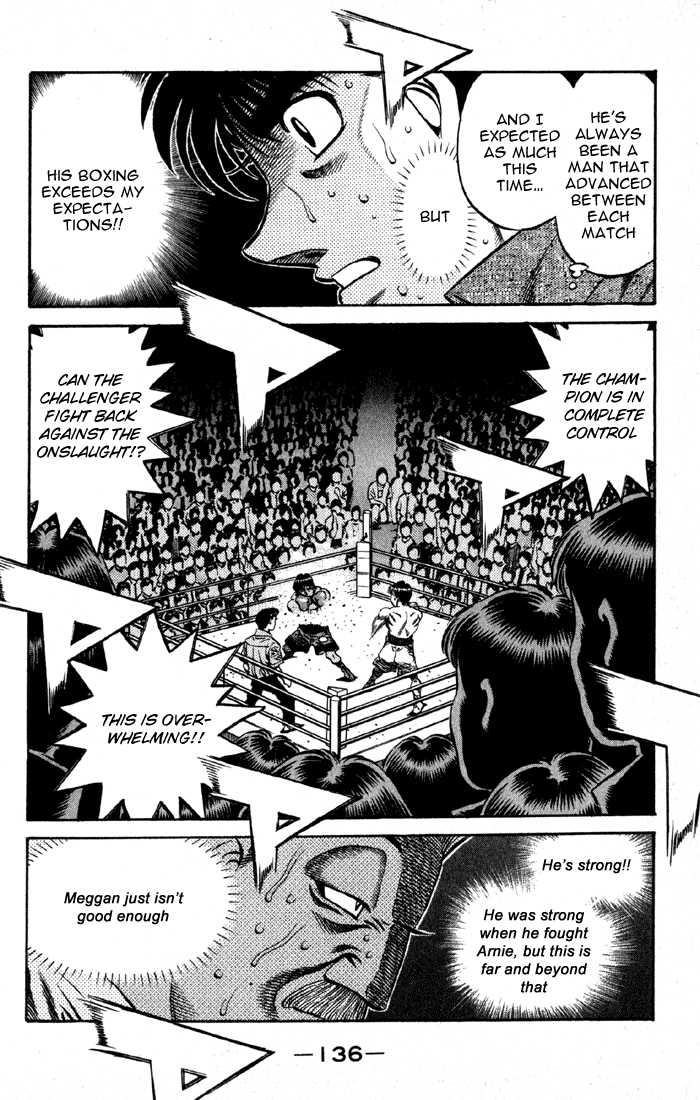 HE'S
ALWAYS
BEEN A
MAN THAT
ADVANCED
BETWEEN
EACH
MATCH
AND I
EXPECTED
AS MUCH
THIS
TIME...
BUT
HIS BOXING
EXCEEDS MY
EXPECTA-
TIONS!!
THE CHAM-
PION IS IN
COMPLETE
CONTROL
CAN THE
CHALLENGER
FIGHT BACK
AGAINST THE
ONSLAUGHT!?
THIS IS OVER-
WHELMING!!
He's strong!!
He was strong
when he fought
Arnie, but this is
far and beyond
that
Meggan just isn't
good enough
—136—